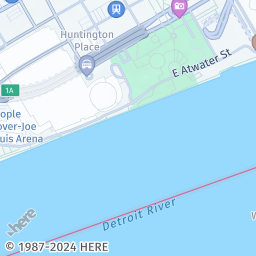 Huntington
Place
E Atwater St
1A
ople
over-Joe
uis Arena
Detroit River
W
here
© 1987-2024 HERE